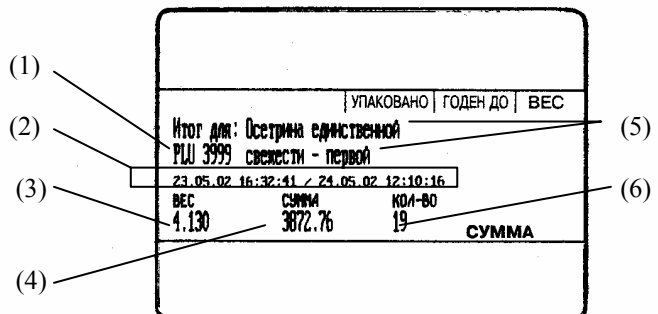 УПАКОВАНО ГОДЕН ДО ВЕС
(1) Итог для: Осетрина единственной
(2) PLU 3999 свежести - первой (5)
23.05.02 16:32:41 / 24.05.02 12:10:16
(3) ВЕС СУММА КОЛ-ВО (6)
4.130 3872.76 19
СУММА
(4)